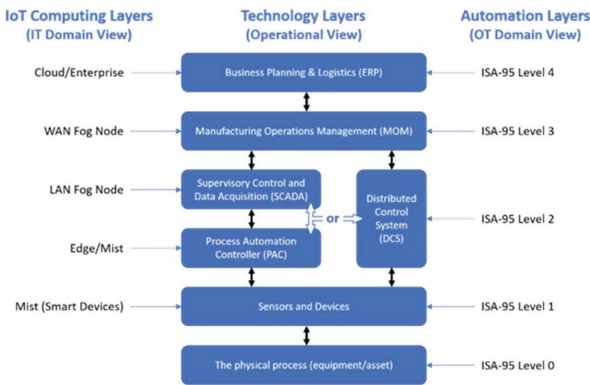 IoT Computing Layers
(IT Domain View)
Technology Layers
(Operational View)
Automation Layers
(OT Domain View)
Cloud/Enterprise
Business Planning & Logistics (ERP)
ISA-95 Level 4
WAN Fog Node
Manufacturing Operations Management (MOM)
ISA-95 Level 3
LAN Fog Node
Supervisory Control and
Data Acquisition (SCADA)
or
Distributed
Control
System
(DCS)
ISA-95 Level 2
Edge/Mist
Process Automation
Controller (PAC)
Mist (Smart Devices)
Sensors and Devices
ISA-95 Level 1
The physical process (equipment/asset)
ISA-95 Level 0